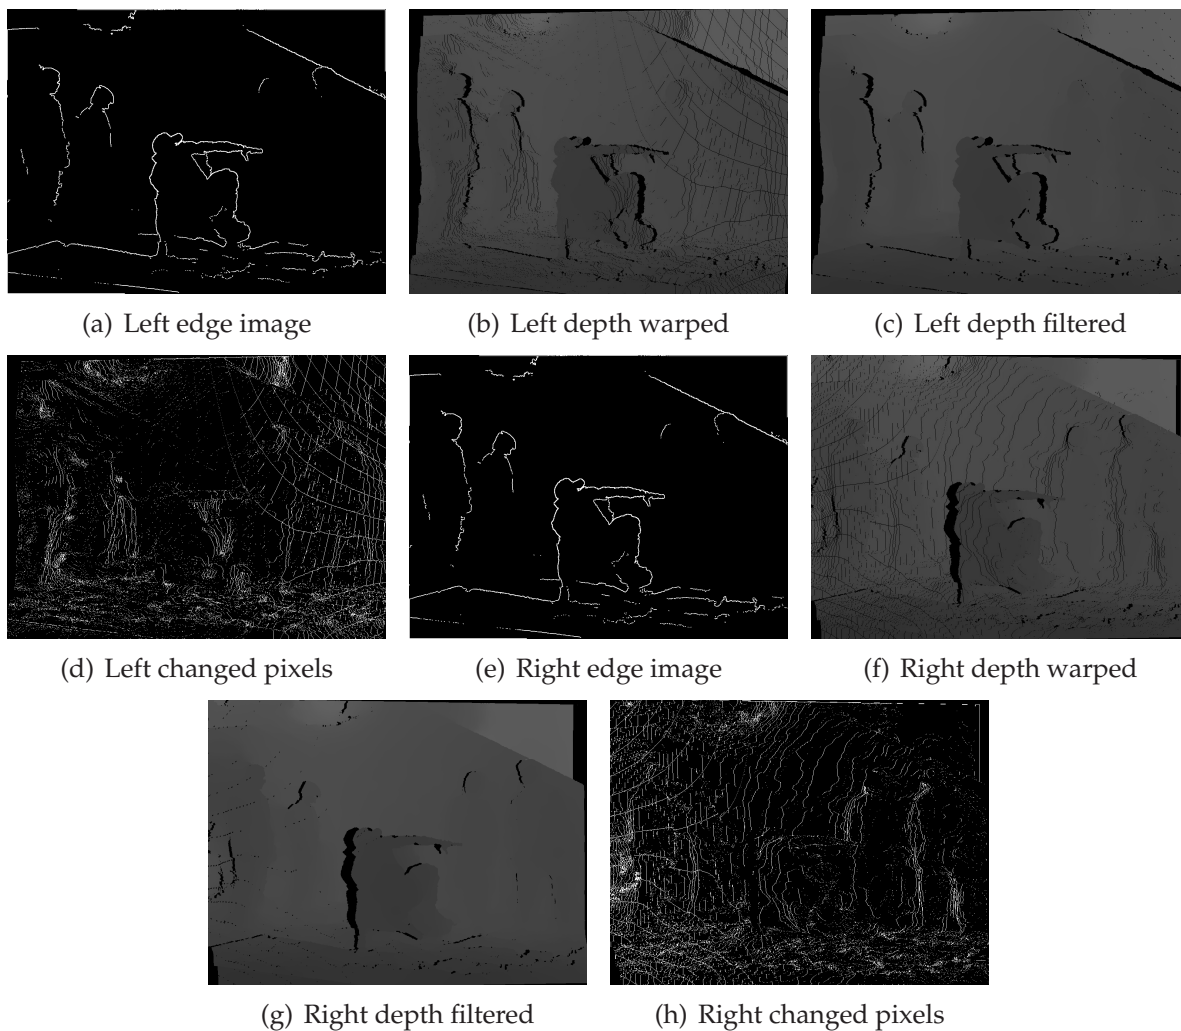 (a) Left edge image
(b) Left depth warped
(c) Left depth filtered
(d) Left changed pixels
(e) Right edge image
(f) Right depth warped
(g) Right depth filtered
(h) Right changed pixels